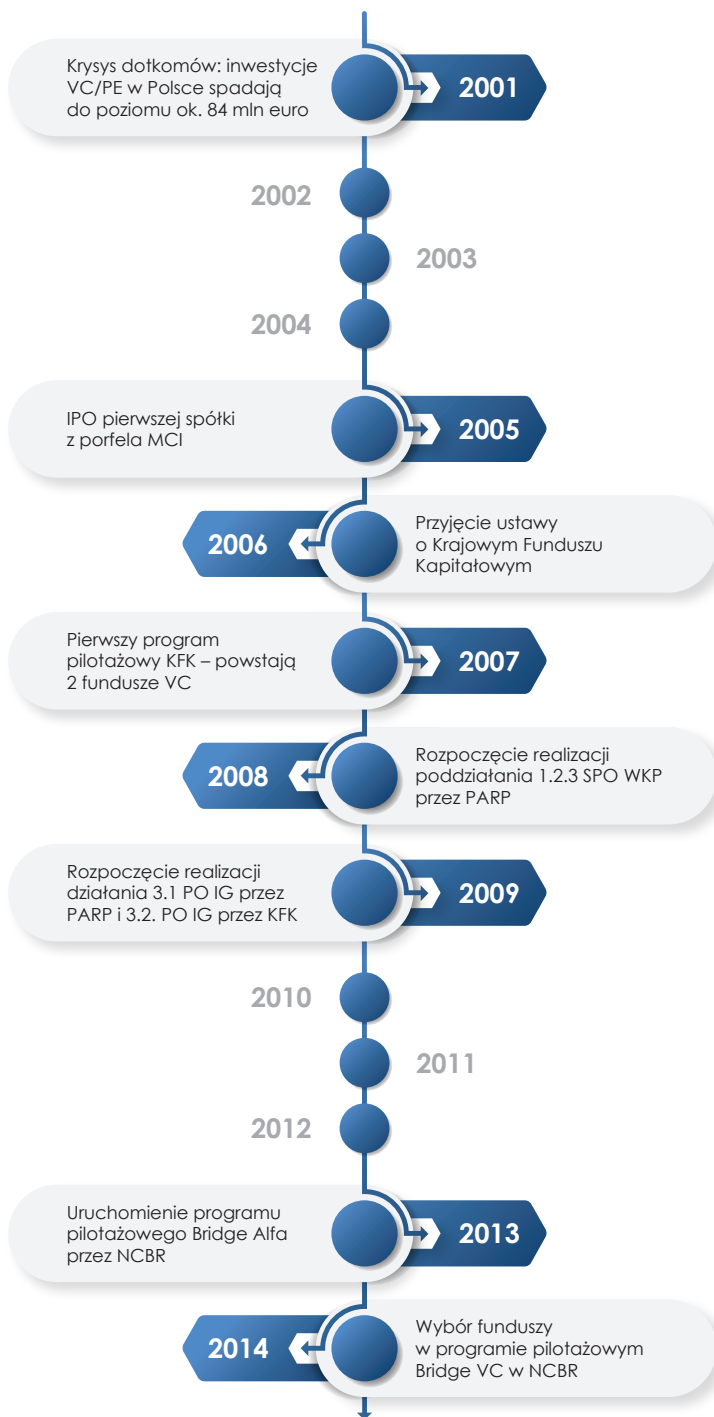 Krysys dotkomów: inwestycje
VC/PE w Polsce spadają
do poziomu ok. 84 mln euro
2001
2002
2003
2004
IPO pierwszej spółki
z porfela MCI
2005
2006
Przyjęcie ustawy
o Krajowym Funduszu
Kapitałowym
Pierwszy program
pilotażowy KFK – powstają
2 fundusze VC
2007
2008
Rozpoczęcie realizacji
poddziałania 1.2.3 SPO WKP
przez PARP
Rozpoczęcie realizacji
działania 3.1 PO IG przez
PARP i 3.2. PO IG przez KFK
2009
2010
2011
2012
Uruchomienie programu
pilotażowego Bridge Alfa
przez NCBR
2013
2014
Wybór funduszy
w programie pilotażowym
Bridge VC w NCBR